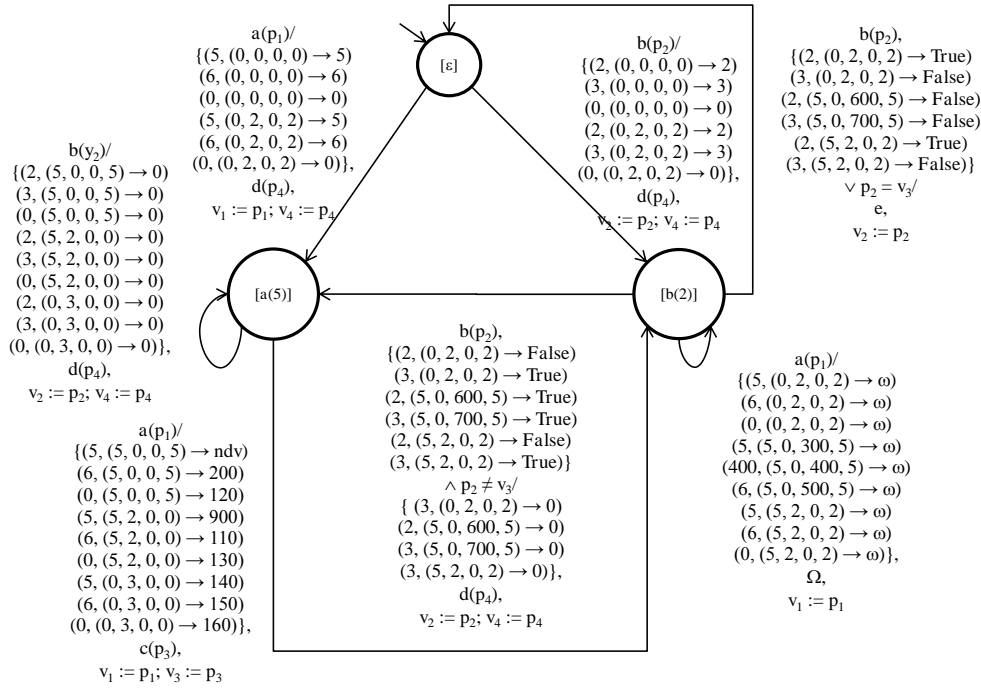 a(p1)/
{(5, (0, 0, 0, 0) → 5)
(6, (0, 0, 0, 0) → 6)
(0, (0, 0, 0, 0) → 0)
(5, (0, 2, 0, 2) → 5)
(6, (0, 2, 0, 2) → 6)
(0, (0, 2, 0, 2) → 0)},
d(p4),
v1 := p1; v4 := p4
[ε]
b(p2)/
{(2, (0, 0, 0, 0) → 2)
(3, (0, 0, 0, 0) → 3)
(0, (0, 0, 0, 0) → 0)
(2, (0, 2, 0, 2) → 2)
(3, (0, 2, 0, 2) → 3)
(0, (0, 2, 0, 2) → 0)},
d(p4),
v2 := p2; v4 := p4
b(p2),
{(2, (0, 2, 0, 2) → True)
(3, (0, 2, 0, 2) → False)
(2, (5, 0, 600, 5) → False)
(3, (5, 0, 700, 5) → False)
(2, (5, 2, 0, 2) → True)
(3, (5, 2, 0, 2) → False)}
∨ p2 = v3/
e,
v2 := p2
b(y2)/
{(2, (5, 0, 0, 5) → 0)
(3, (5, 0, 0, 5) → 0)
(0, (5, 0, 0, 5) → 0)
(2, (5, 2, 0, 0) → 0)
(3, (5, 2, 0, 0) → 0)
(0, (5, 2, 0, 0) → 0)
(2, (0, 3, 0, 0) → 0)
(3, (0, 3, 0, 0) → 0)
(0, (0, 3, 0, 0) → 0)},
d(p4),
v2 := p2; v4 := p4
[a(5)]
[b(2)]
a(p1)/
{(5, (5, 0, 0, 5) → ndv)
(6, (5, 0, 0, 5) → 200)
(0, (5, 0, 0, 5) → 120)
(5, (5, 2, 0, 0) → 900)
(6, (5, 2, 0, 0) → 110)
(0, (5, 2, 0, 0) → 130)
(5, (0, 3, 0, 0) → 140)
(6, (0, 3, 0, 0) → 150)
(0, (0, 3, 0, 0) → 160)},
c(p3),
v1 := p1; v3 := p3
b(p2),
{(2, (0, 2, 0, 2) → False)
(3, (0, 2, 0, 2) → True)
(2, (5, 0, 600, 5) → True)
(3, (5, 0, 700, 5) → True)
(2, (5, 2, 0, 2) → False)
(3, (5, 2, 0, 2) → True)}
∧ p2 ≠ v3/
{ (3, (0, 2, 0, 2) → 0)
(2, (5, 0, 600, 5) → 0)
(3, (5, 0, 700, 5) → 0)
(3, (5, 2, 0, 2) → 0)},
d(p4),
v2 := p2; v4 := p4
a(p1)/
{(5, (0, 2, 0, 2) → ω)
(6, (0, 2, 0, 2) → ω)
(0, (0, 2, 0, 2) → ω)
(5, (5, 0, 300, 5) → ω)
(400, (5, 0, 400, 5) → ω)
(6, (5, 0, 500, 5) → ω)
(5, (5, 2, 0, 2) → ω)
(6, (5, 2, 0, 2) → ω)
(0, (5, 2, 0, 2) → ω)},
Ω,
v1 := p1